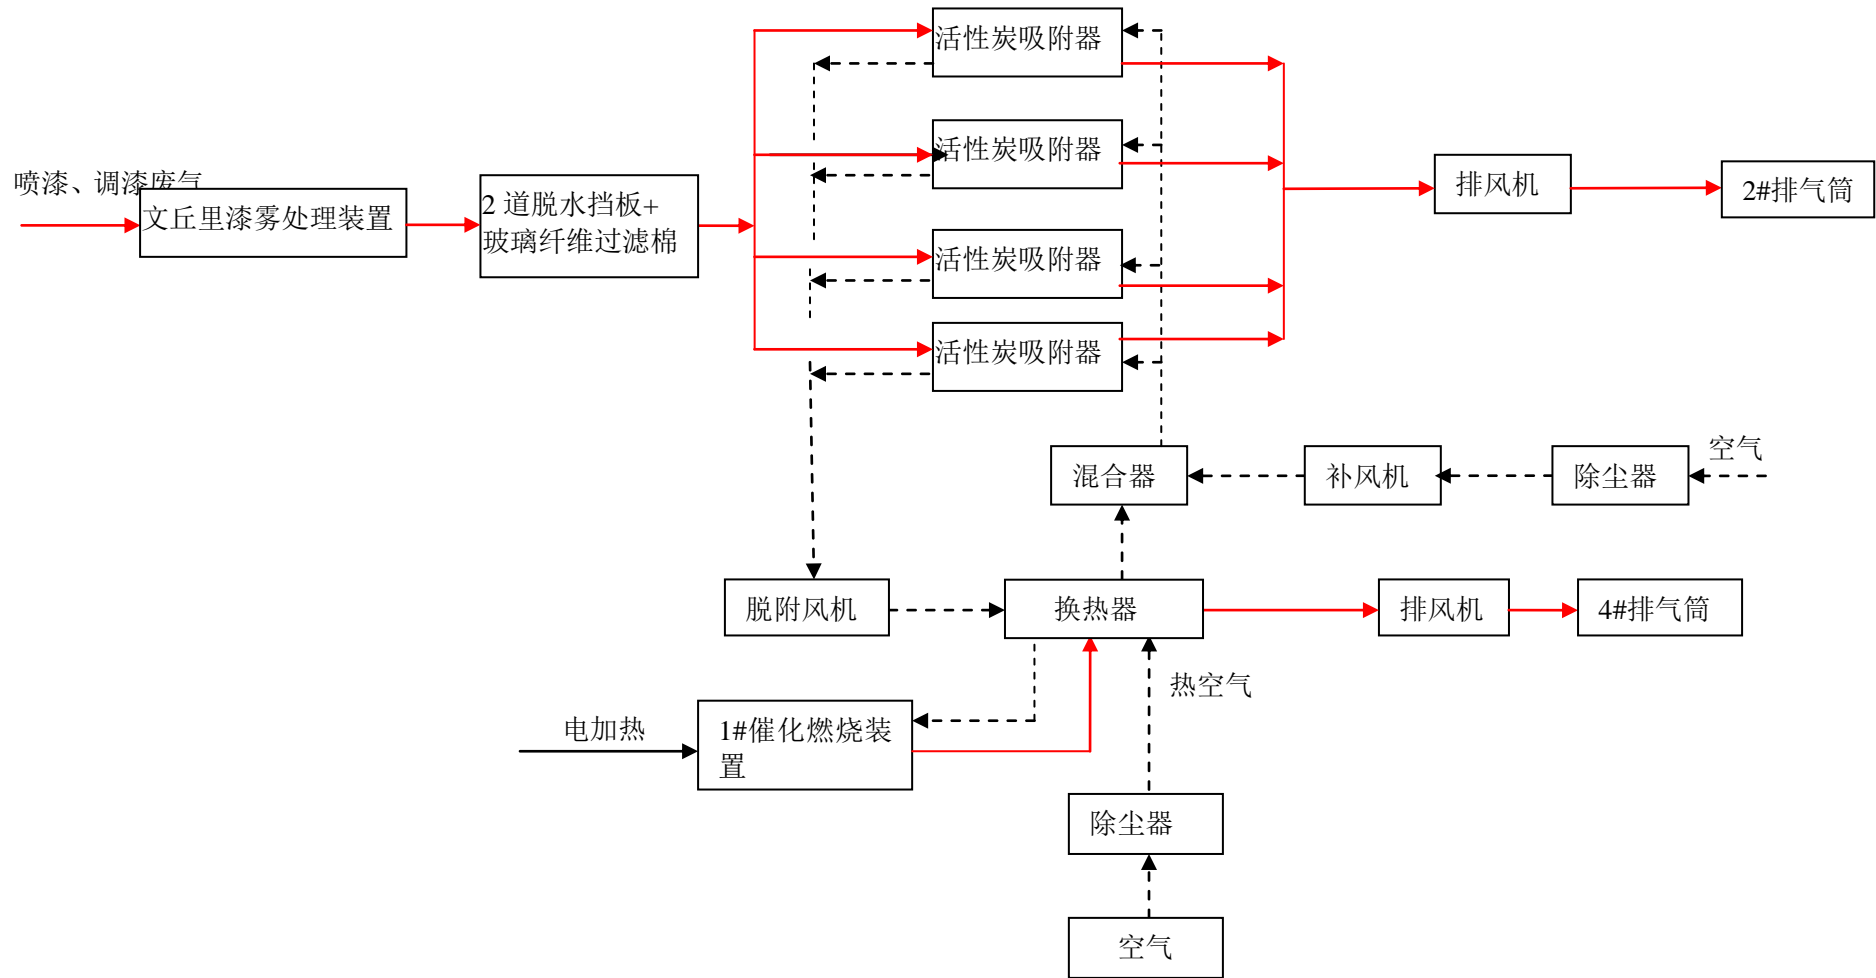 活性炭吸附器
活性炭吸附器
喷漆、调漆废气
文丘里漆雾处理装置
2 道脱水挡板+
玻璃纤维过滤棉
排风机
2#排气筒
活性炭吸附器
活性炭吸附器
混合器
补风机
除尘器
空气
脱附风机
换热器
排风机
4#排气筒
热空气
电加热
1#催化燃烧装
置
除尘器
空气